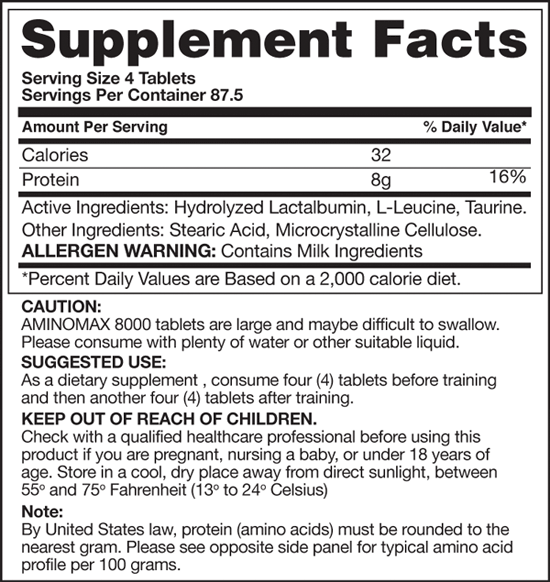 Supplement Facts
Serving Size 4 Tablets
Servings Per Container 87.5
Amount Per Serving % Daily Value*
Calories 32
Protein 8g 16%
Active Ingredients: Hydrolyzed Lactalbumin, L-Leucine, Taurine.
Other Ingredients: Stearic Acid, Microcrystalline Cellulose.
ALLERGEN WARNING: Contains Milk Ingredients
*Percent Daily Values are Based on a 2,000 calorie diet.
CAUTION:
AMINOMAX 8000 tablets are large and maybe difficult to swallow.
Please consume with plenty of water or other suitable liquid.
SUGGESTED USE:
As a dietary supplement , consume four (4) tablets before training
and then another four (4) tablets after training.
KEEP OUT OF REACH OF CHILDREN.
Check with a qualified healthcare professional before using this
product if you are pregnant, nursing a baby, or under 18 years of
age. Store in a cool, dry place away from direct sunlight, between
55º and 75º Fahrenheit (13º to 24º Celsius)
Note:
By United States law, protein (amino acids) must be rounded to the
nearest gram. Please see opposite side panel for typical amino acid
profile per 100 grams.